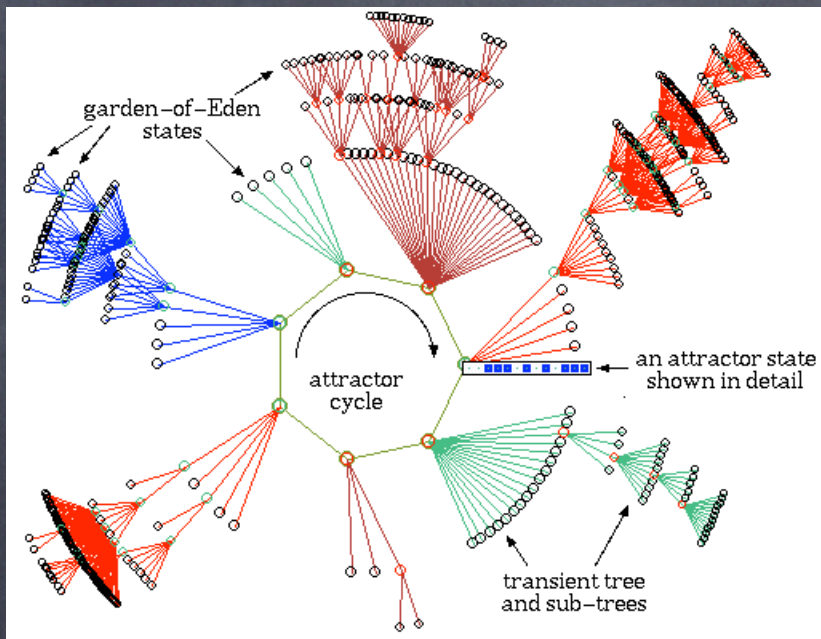 garden-of-Eden
states
attractor
cycle
an attractor state
shown in detail
transient tree
and sub-trees